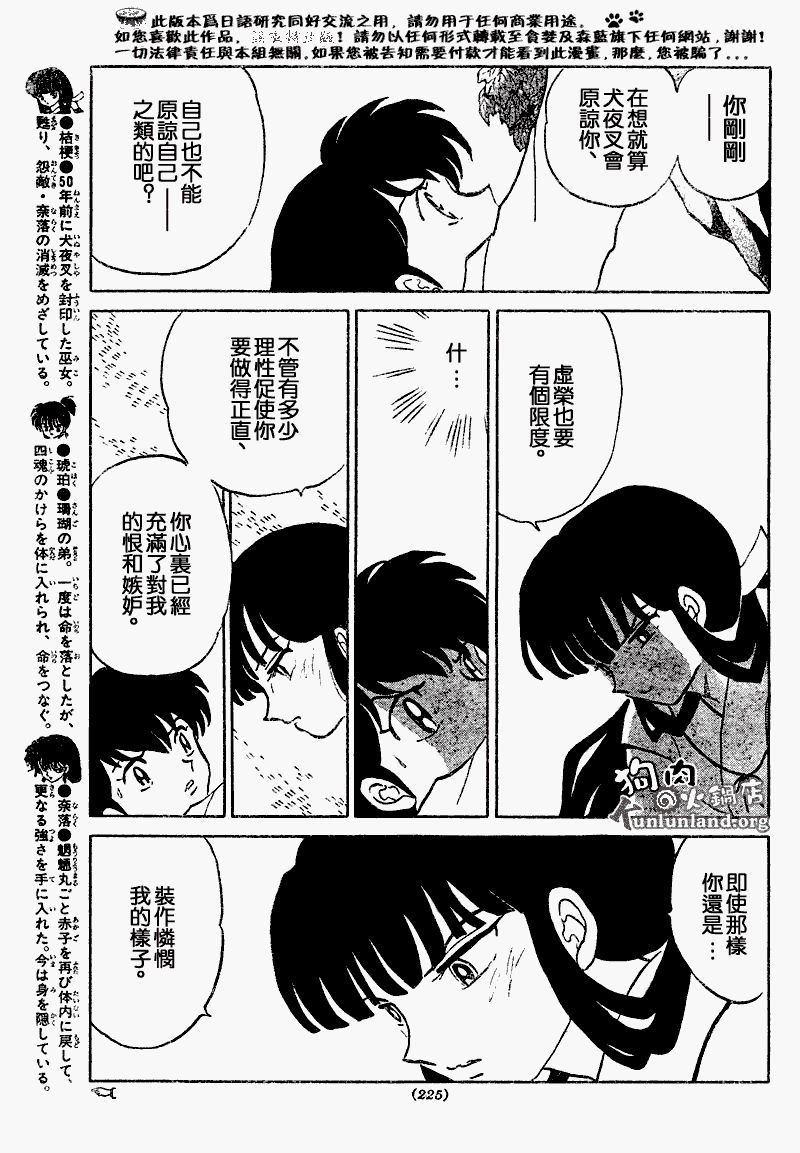 此版本爲日語研究同好交流之用，請勿用于任何商業用途。
如您喜歡此作品， ！請勿以任何形式轉載至貪婪及森藍旗下任何網站，謝謝！
一切法律責任與本組無關，如果您被告知需要付款才能看到此漫畫，那麼，您被騙了...
你剛剛
——
在想就算
犬夜叉會
原諒你、
自己也不能
原諒自己——
之類的吧？
虛榮也要
有個限度。
什…
不管有多少
理性促使你
要做得正直、
你心裏已經
充滿了對我
的恨和嫉妒。
即使那樣
你還是…
裝作憐憫
我的樣子。
狗肉の火鍋店
unlunland.org
●桔梗●50年前に犬夜叉を封印した巫女。
甦り、怨敵・奈落の消滅をめざしている。
●琥珀●珊瑚の弟。一度は命を落としたが、
四魂のかけらを体に入れられ、命をつなぐ。
●奈落●魍魎丸ごと赤子を再び体内に戻して、
更なる強さを手に入れた。今は身を隠している。
(225)